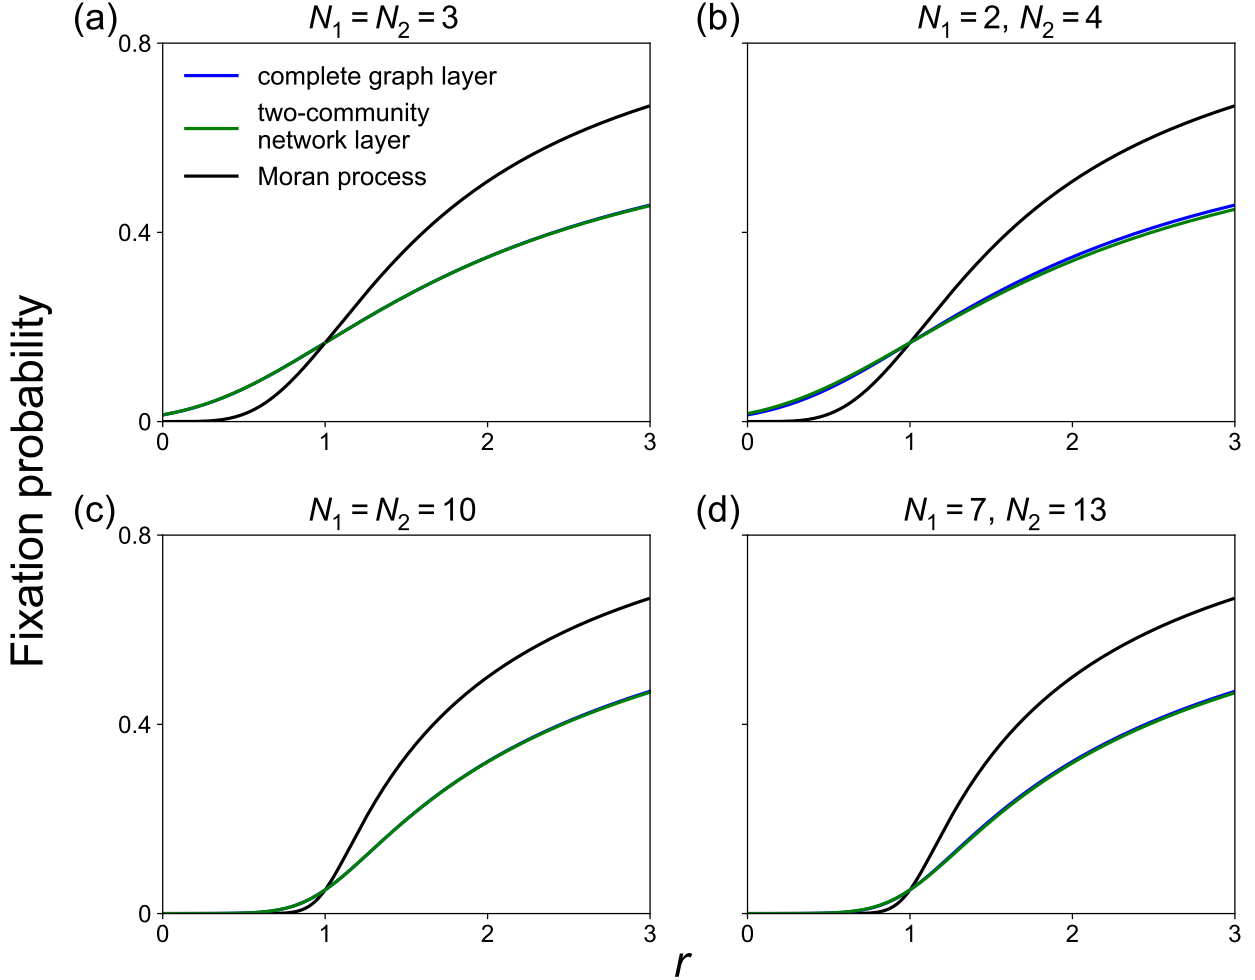 (a)
N₁ = N₂ = 3
0.8
0.4
0
0
1
2
3
complete graph layer
two-community
network layer
Moran process
(b)
N₁ = 2, N₂ = 4
0
1
2
3
Fixation probability
(c)
N₁ = N₂ = 10
0.8
0.4
0
0
1
2
3
(d)
N₁ = 7, N₂ = 13
0
1
2
3
r